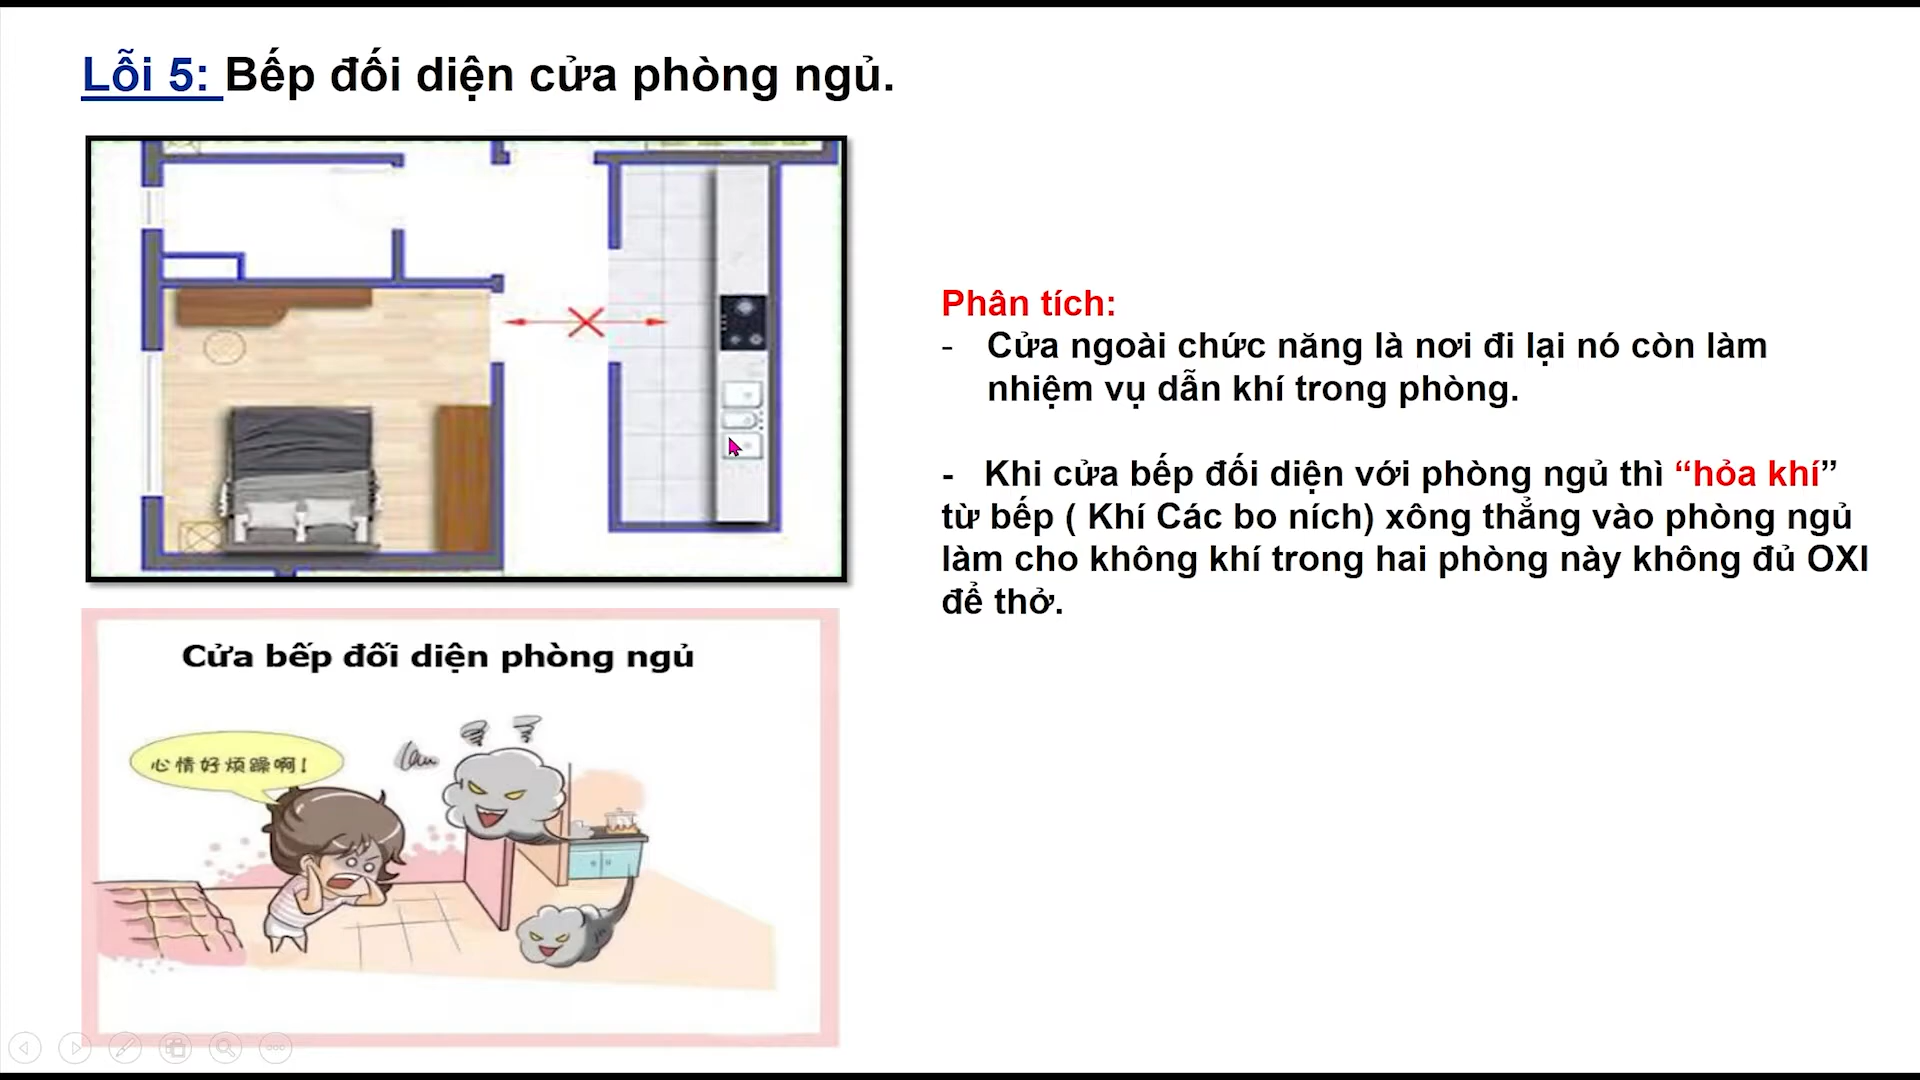 Lỗi 5: Bếp đối diện cửa phòng ngủ.
Phân tích:
- Cửa ngoài chức năng là nơi đi lại nó còn làm
nhiệm vụ dẫn khí trong phòng.
- Khi cửa bếp đối diện với phòng ngủ thì “hỏa khí”
từ bếp ( Khí Các bo ních) xông thẳng vào phòng ngủ
làm cho không khí trong hai phòng này không đủ OXI
để thở.
Cửa bếp đối diện phòng ngủ
心情好烦躁啊!